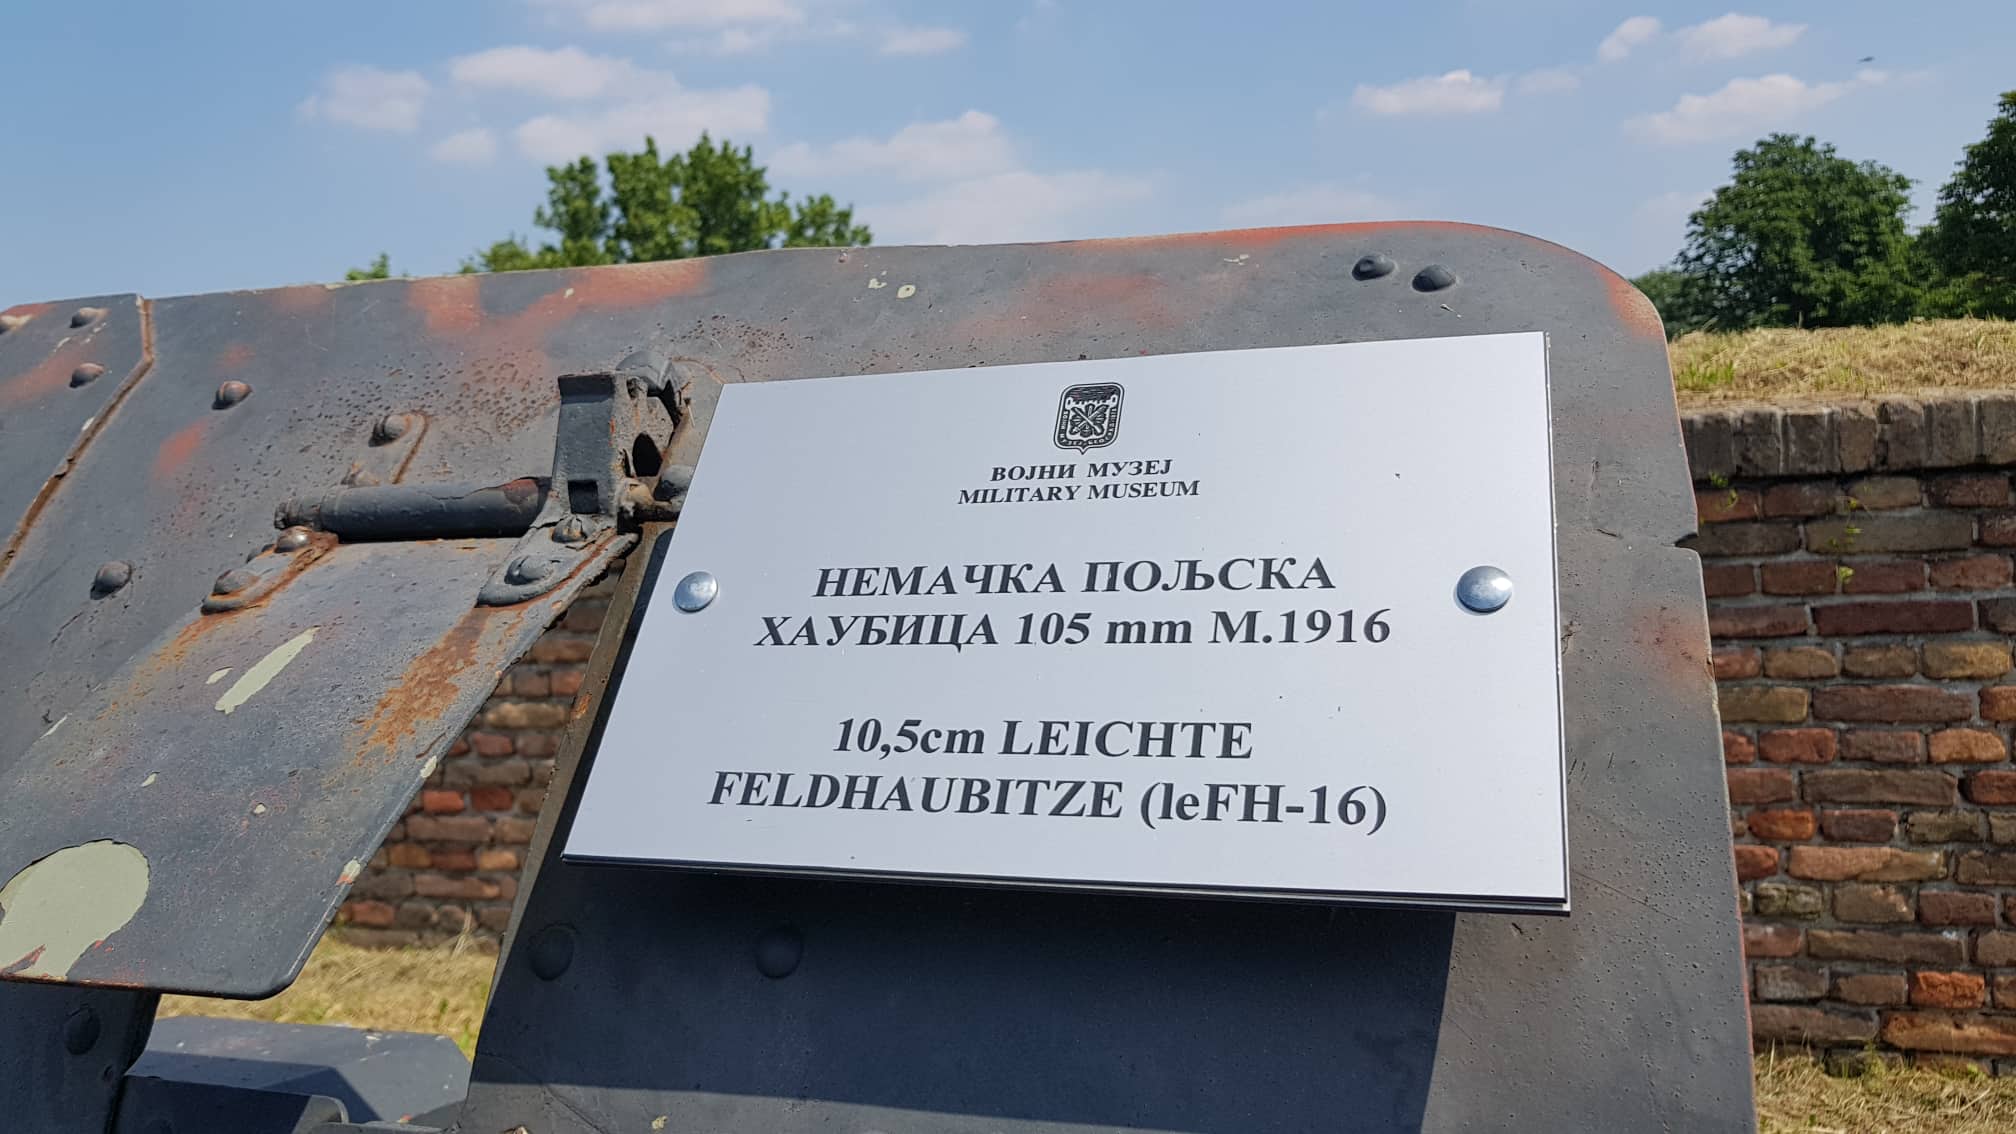 ВОЈНИ МУЗЕЈ
MILITARY MUSEUM
НЕМАЧКА ПОЉСКА
ХАУБИЦА 105 mm М.1916
10,5cm LEICHTE
FELDHAUBITZE (leFH-16)